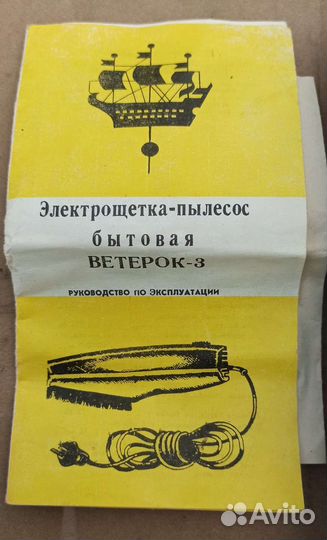 Электрощетка-пылесос
бытовая
ВЕТЕРОК-3
РУКОВОДСТВО ПО ЭКСПЛУАТАЦИИ
Avito